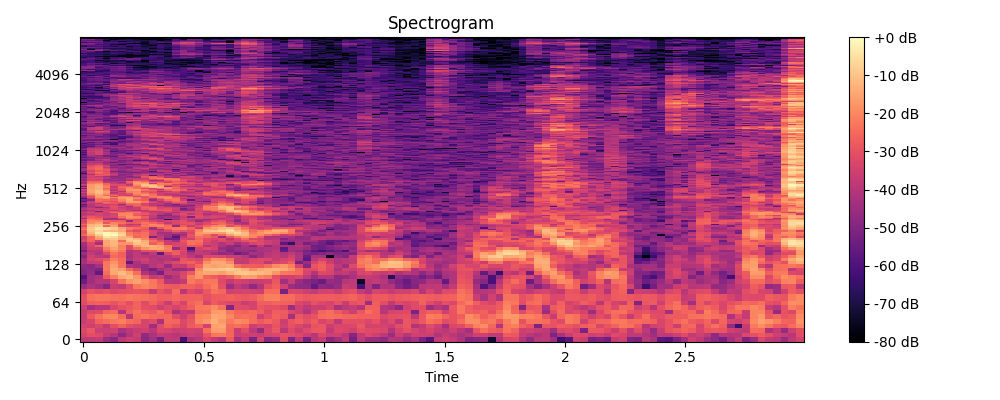 Spectrogram
Hz
4096
2048
1024
512
256
128
64
0
0
0.5
1
1.5
2
2.5
Time
+0 dB
-10 dB
-20 dB
-30 dB
-40 dB
-50 dB
-60 dB
-70 dB
-80 dB